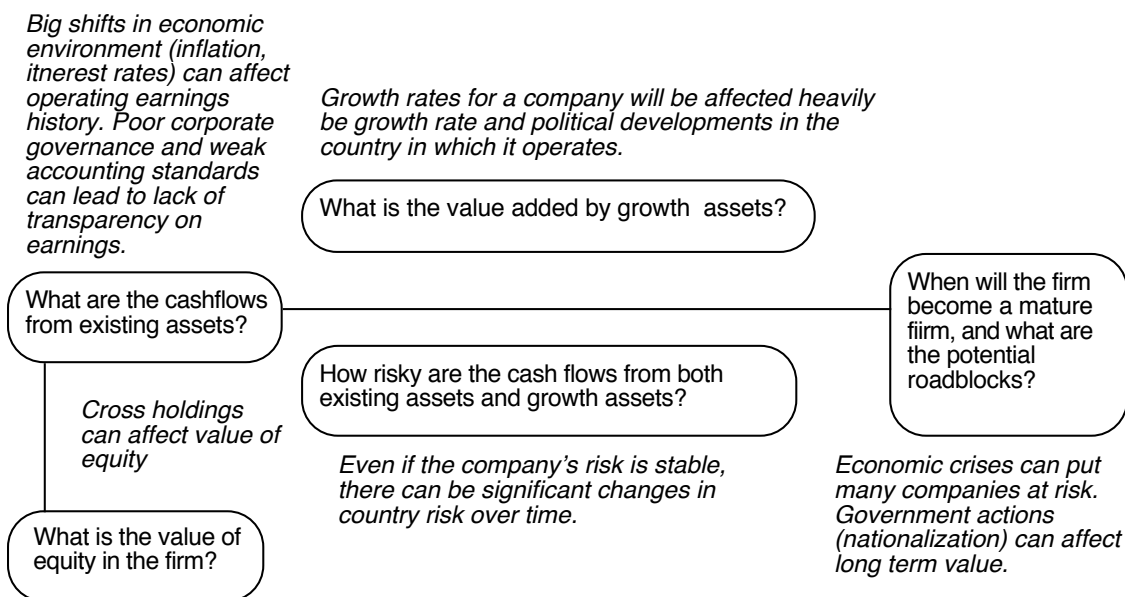 Big shifts in economic
environment (inflation,
itnerest rates) can affect
operating earnings
history. Poor corporate
governance and weak
accounting standards
can lead to lack of
transparency on
earnings.
Growth rates for a company will be affected heavily
be growth rate and political developments in the
country in which it operates.
What is the value added by growth assets?
What are the cashflows
from existing assets?
When will the firm
become a mature
fiirm, and what are
the potential
roadblocks?
How risky are the cash flows from both
existing assets and growth assets?
Cross holdings
can affect value of
equity
Even if the company's risk is stable,
there can be significant changes in
country risk over time.
Economic crises can put
many companies at risk.
Government actions
(nationalization) can affect
long term value.
What is the value of
equity in the firm?